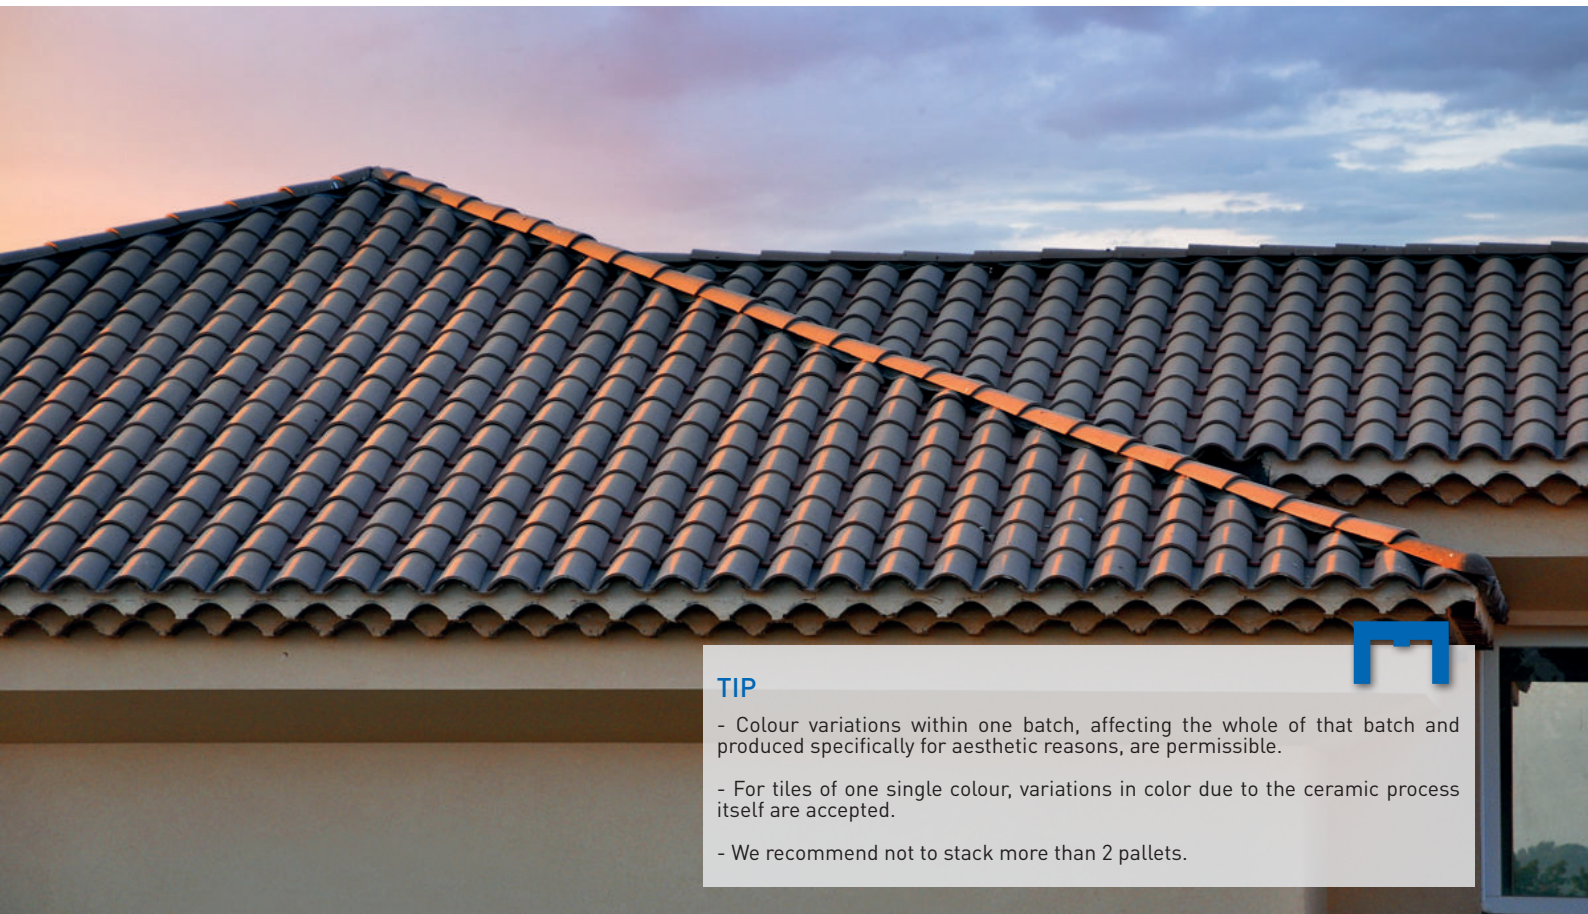 TIP
- Colour variations within one batch, affecting the whole of that batch and
produced specifically for aesthetic reasons, are permissible.
- For tiles of one single colour, variations in color due to the ceramic process
itself are accepted.
- We recommend not to stack more than 2 pallets.